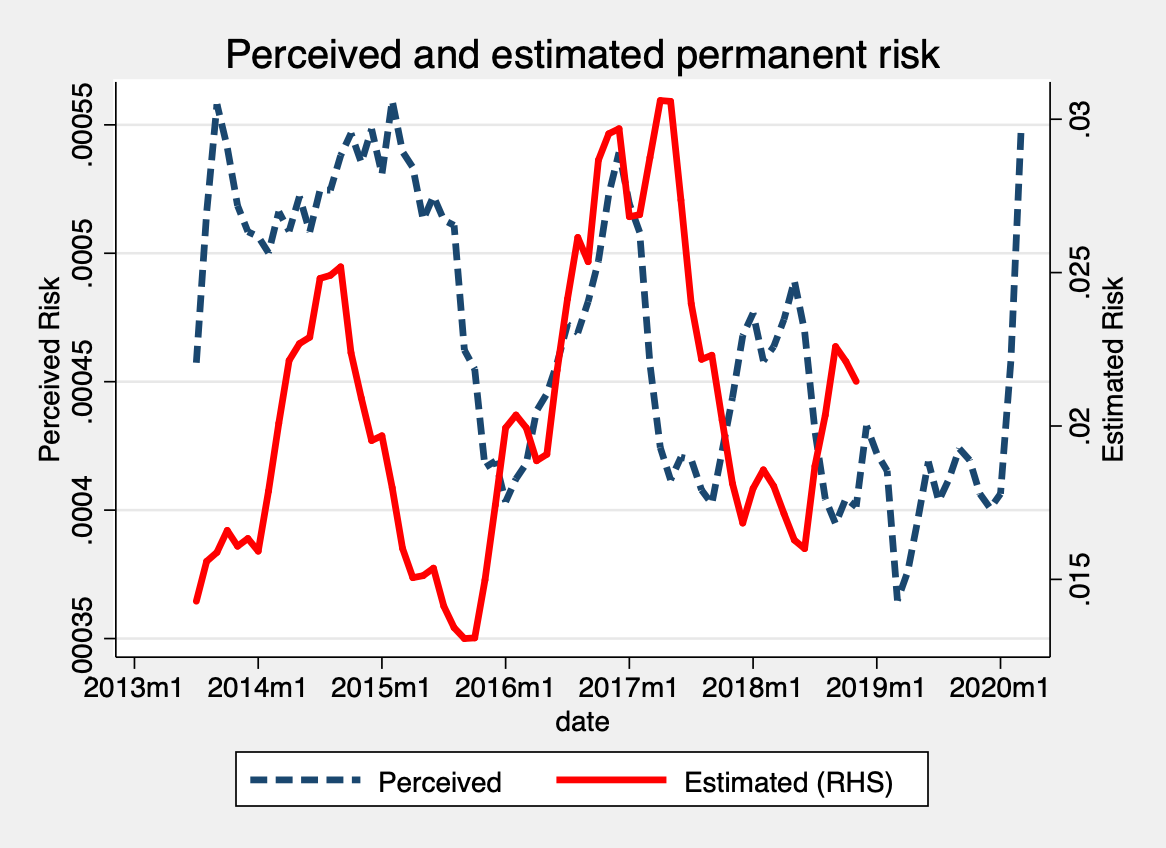 Perceived and estimated permanent risk
Perceived Risk
.00055
.0005
.00045
.0004
.00035
.03
.025
.02
.015
Estimated Risk
2013m1 2014m1 2015m1 2016m1 2017m1 2018m1 2019m1 2020m1
date
Perceived Estimated (RHS)